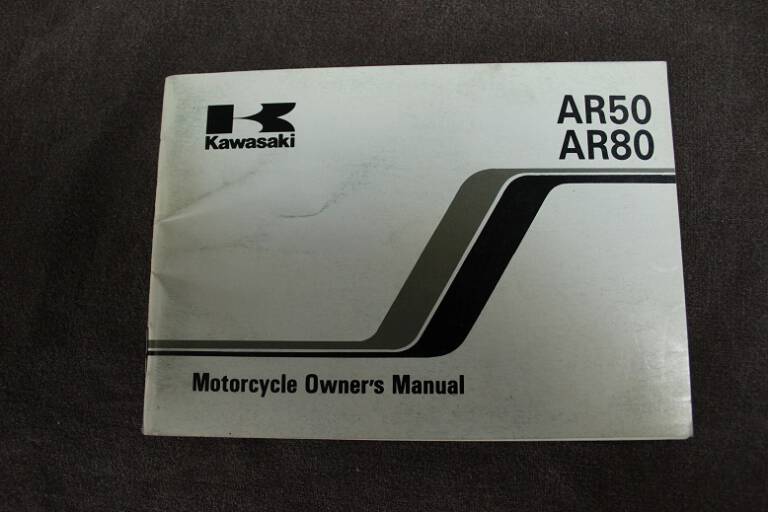 Kawasaki
AR50
AR80
Motorcycle Owner's Manual